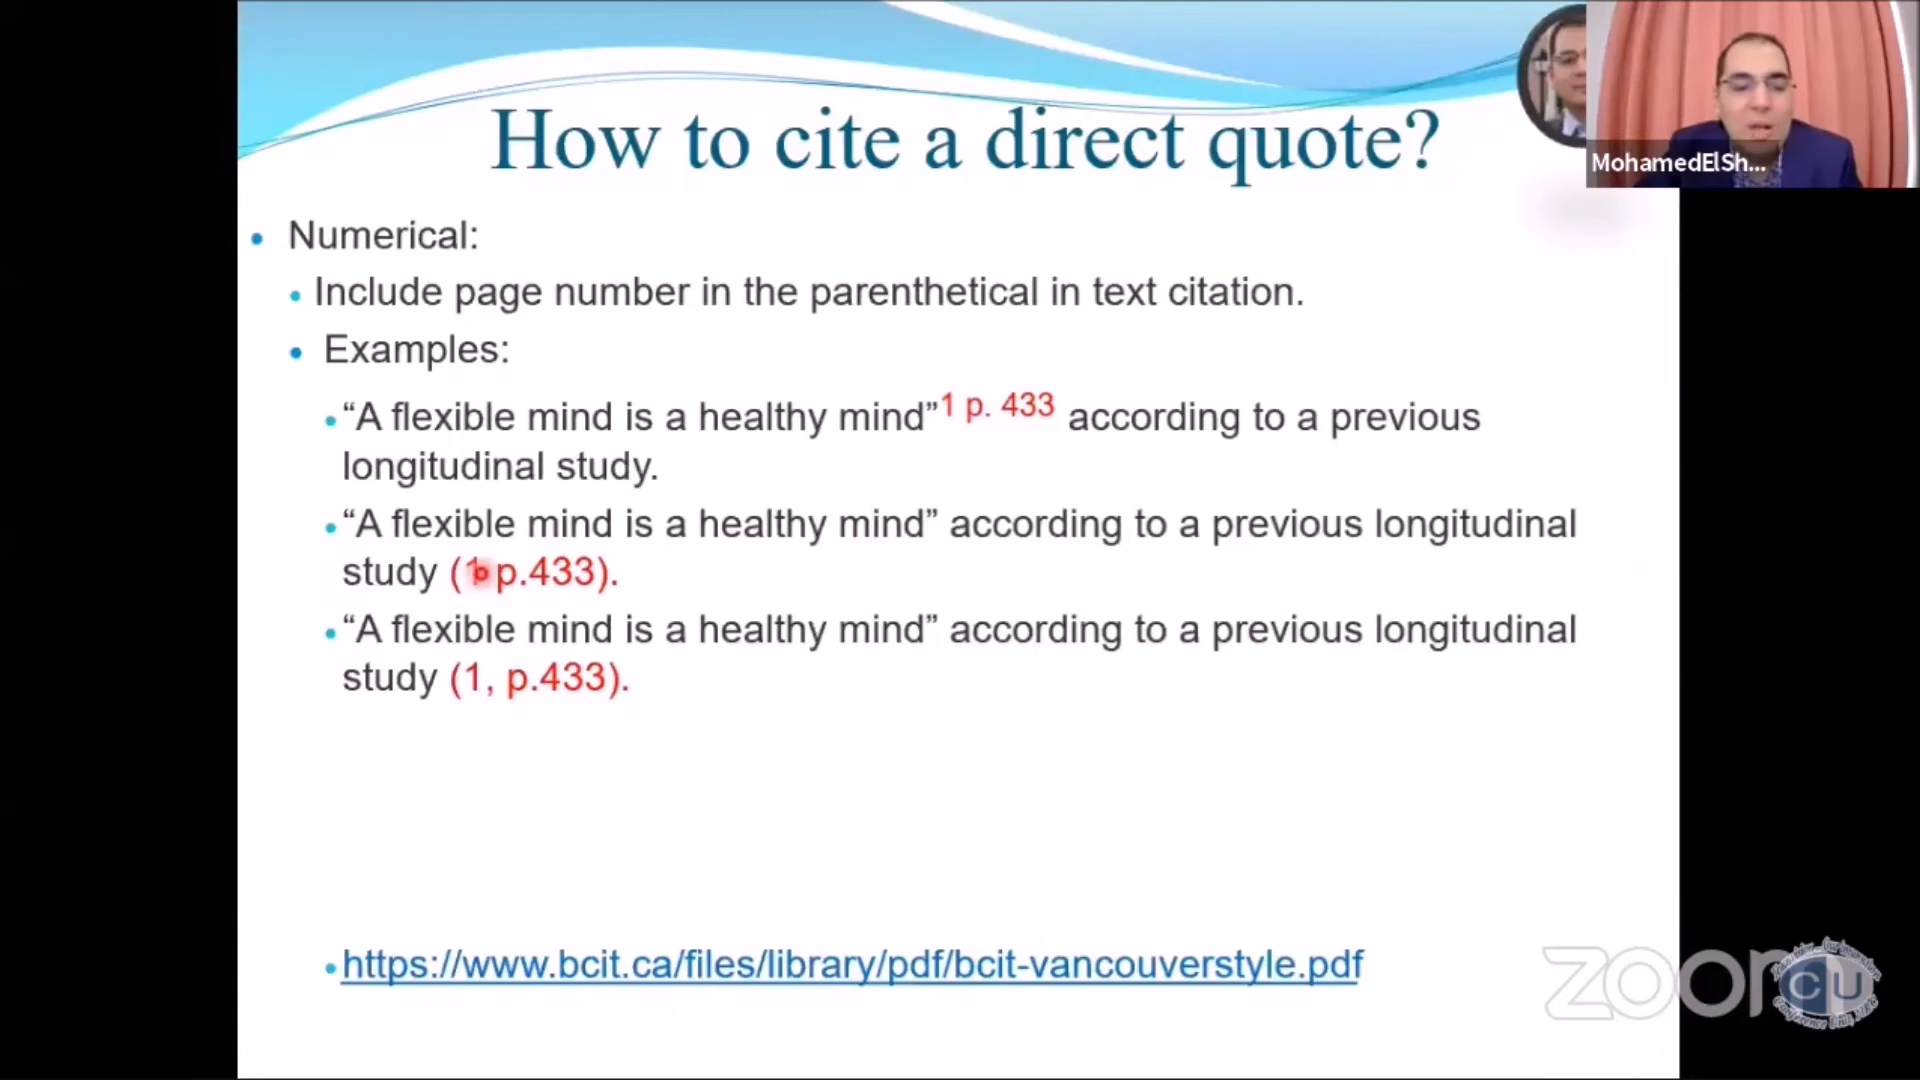 How to cite a direct quote?
MohamedElSh...
• Numerical:
• Include page number in the parenthetical in text citation.
• Examples:
• “A flexible mind is a healthy mind”1 p. 433 according to a previous
longitudinal study.
• “A flexible mind is a healthy mind” according to a previous longitudinal
study (1 p.433).
• “A flexible mind is a healthy mind” according to a previous longitudinal
study (1, p.433).
• https://www.bcit.ca/files/library/pdf/bcit-vancouverstyle.pdf
zoom
CU